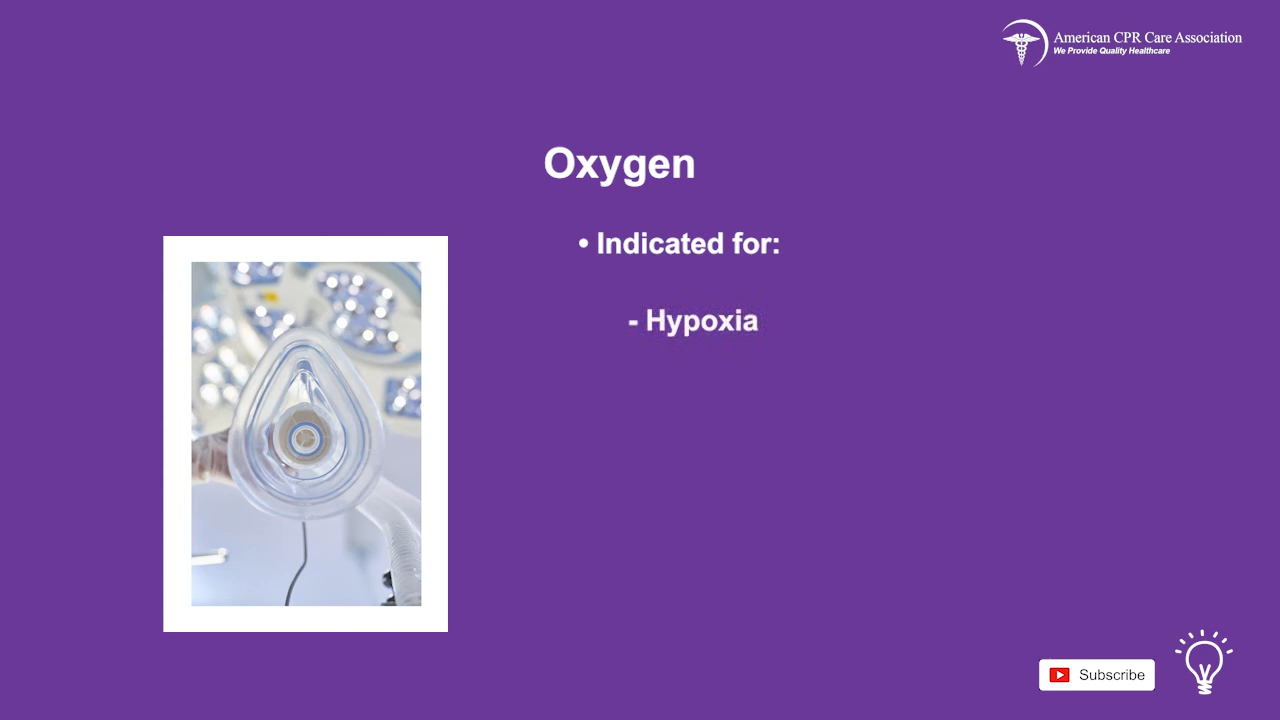 American CPR Care Association
We Provide Quality Healthcare
Oxygen
• Indicated for:
- Hypoxia
Subscribe